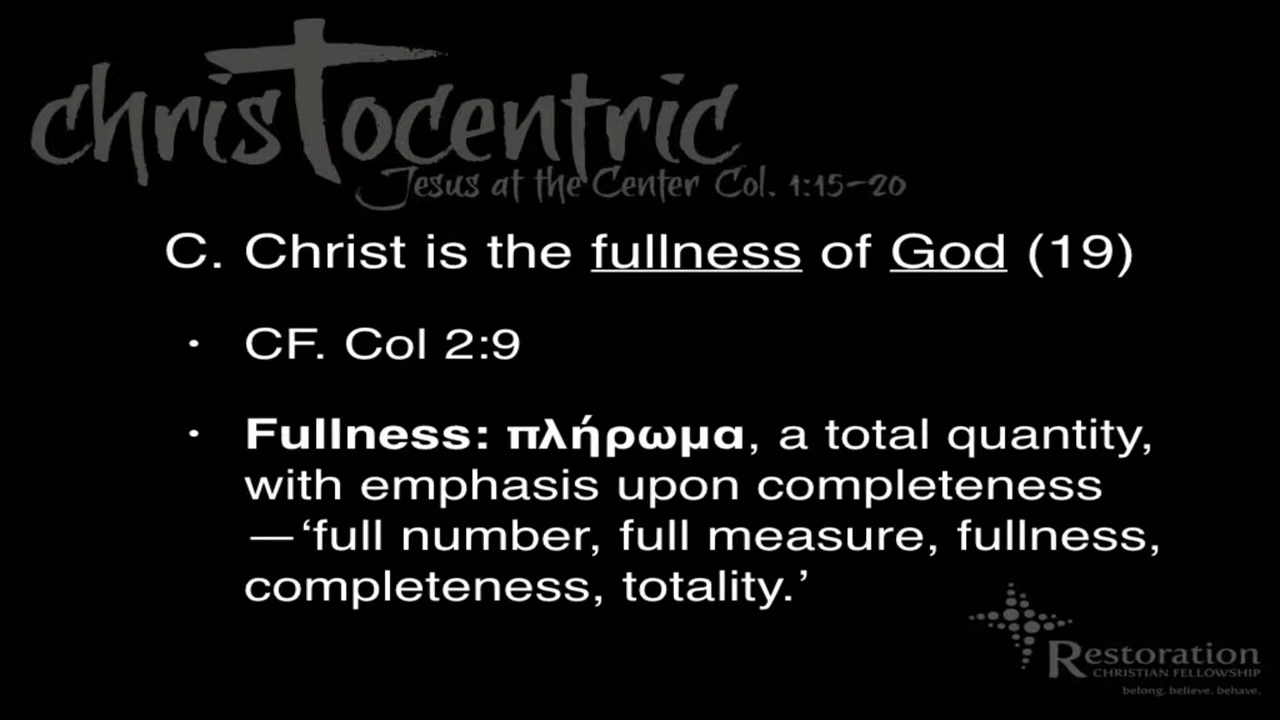 chrisTocentric
Jesus at the Center Col. 1:15-20
C. Christ is the fullness of God (19)
• CF. Col 2:9
• Fullness: πλήρωμα, a total quantity,
with emphasis upon completeness
—‘full number, full measure, fullness,
completeness, totality.’
Restoration
CHRISTIAN FELLOWSHIP
belong. believe. behave.